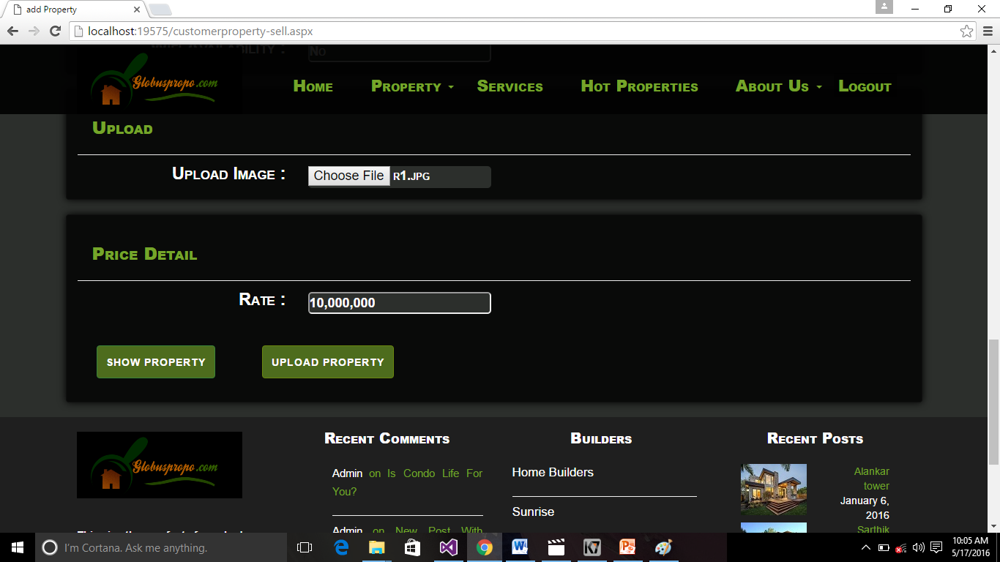 add Property
localhost:19575/customerproperty-sell.aspx
No
Globuspropo.com
Home Property Services Hot Properties About Us Logout
Upload
Upload Image : Choose File R1.JPG
Price Detail
Rate : 10,000,000
SHOW PROPERTY UPLOAD PROPERTY
Globuspropo.com
Recent Comments
Admin on Is Condo Life For
You?
Admin on New Post With
Builders
Home Builders
Sunrise
Recent Posts
Alankar
tower
January 6,
2016
Sarthik
I'm Cortana. Ask me anything.
10:05 AM
5/17/2016